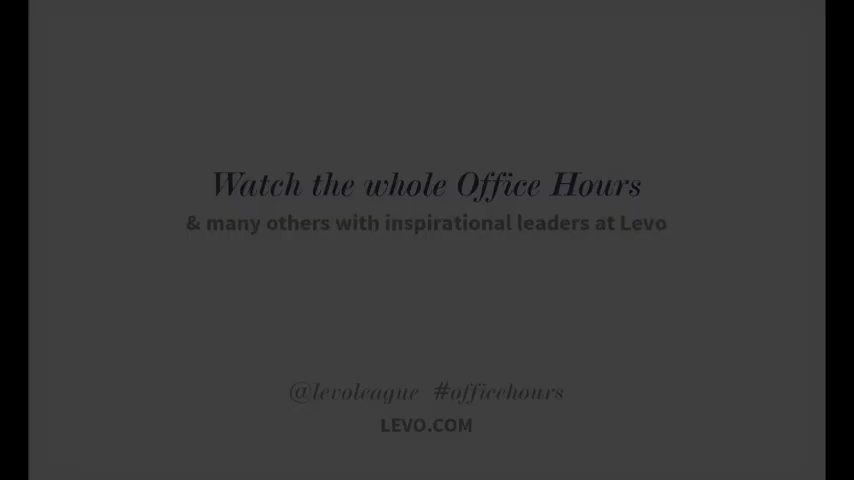 Watch the whole Office Hours
& many others with inspirational leaders at Levo
@levoleague #officehours
LEVO.COM